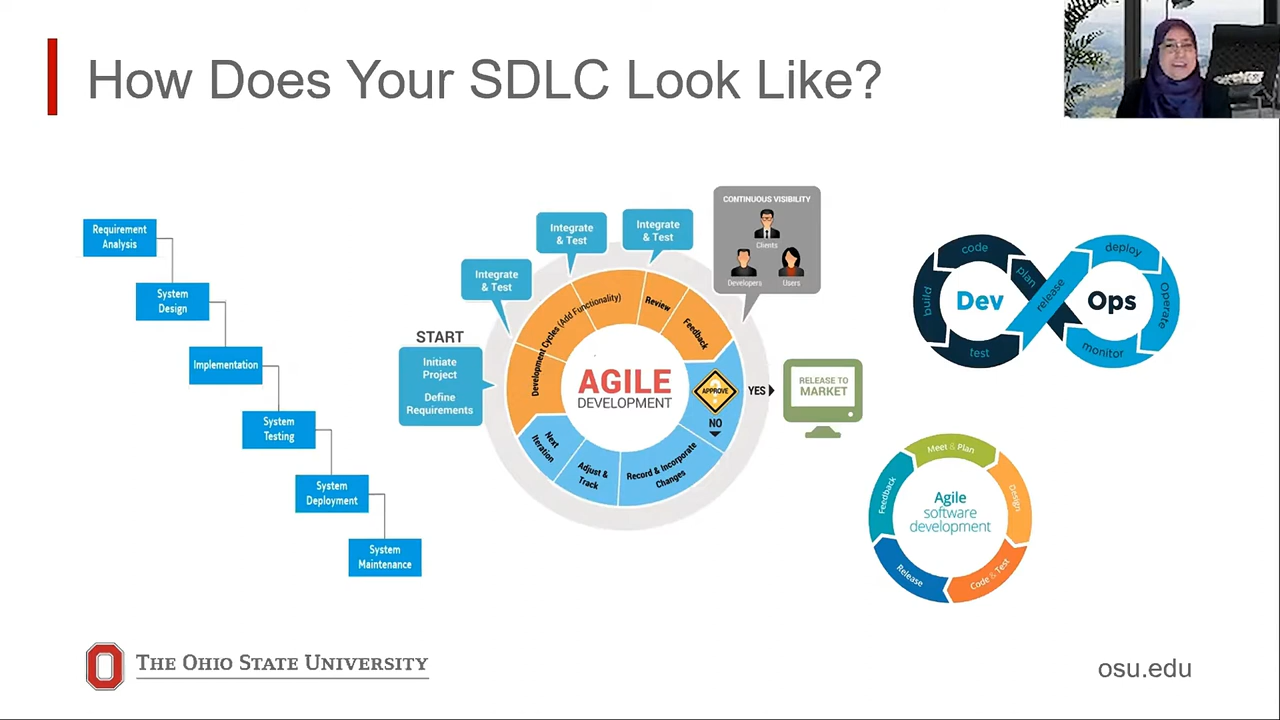 How Does Your SDLC Look Like?
Requirement
Analysis
System
Design
Implementation
System
Testing
System
Deployment
System
Maintenance
START
Initiate
Project
Define
Requirements
Integrate
& Test
Integrate
& Test
Integrate
& Test
CONTINUOUS VISIBILITY
Clients
Developers
Users
Development Cycles (Add Functionality)
Review
Feedback
APPROVE
?
YES
NO
RELEASE TO
MARKET
Record & Incorporate
Changes
Adjust &
Track
Next
Iteration
AGILE
DEVELOPMENT
Dev
Ops
code
build
test
plan
release
deploy
Operate
monitor
Meet & Plan
Design
Code & Test
Release
Feedback
Agile
software
development
THE OHIO STATE UNIVERSITY
osu.edu